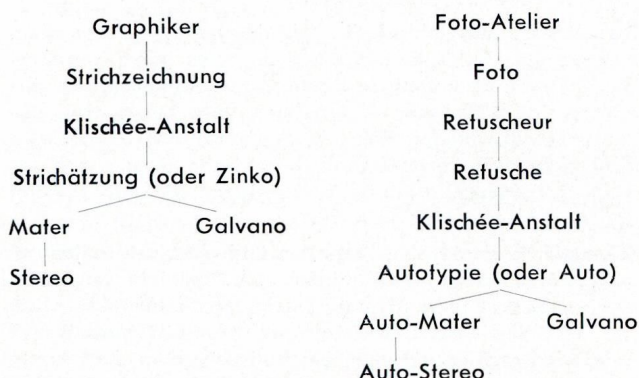 Graphiker
Strichzeichnung
Klischée-Anstalt
Strichätzung (oder Zinko)
Mater Galvano
Stereo
Foto-Atelier
Foto
Retuscheur
Retusche
Klischée-Anstalt
Autotypie (oder Auto)
Auto-Mater Galvano
Auto-Stereo